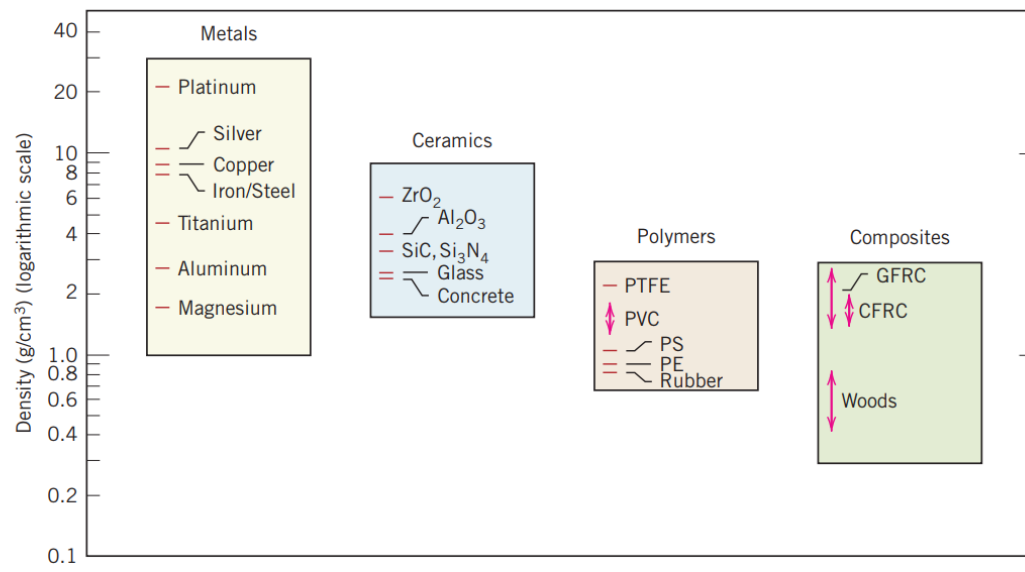 Density (g/cm³) (logarithmic scale)
40
20
10
8
6
4
2
1.0
0.8
0.6
0.4
0.2
0.1
Metals
Platinum
Silver
Copper
Iron/Steel
Titanium
Aluminum
Magnesium
Ceramics
ZrO₂
Al₂O₃
SiC, Si₃N₄
Glass
Concrete
Polymers
PTFE
PVC
PS
PE
Rubber
Composites
GFRC
CFRC
Woods